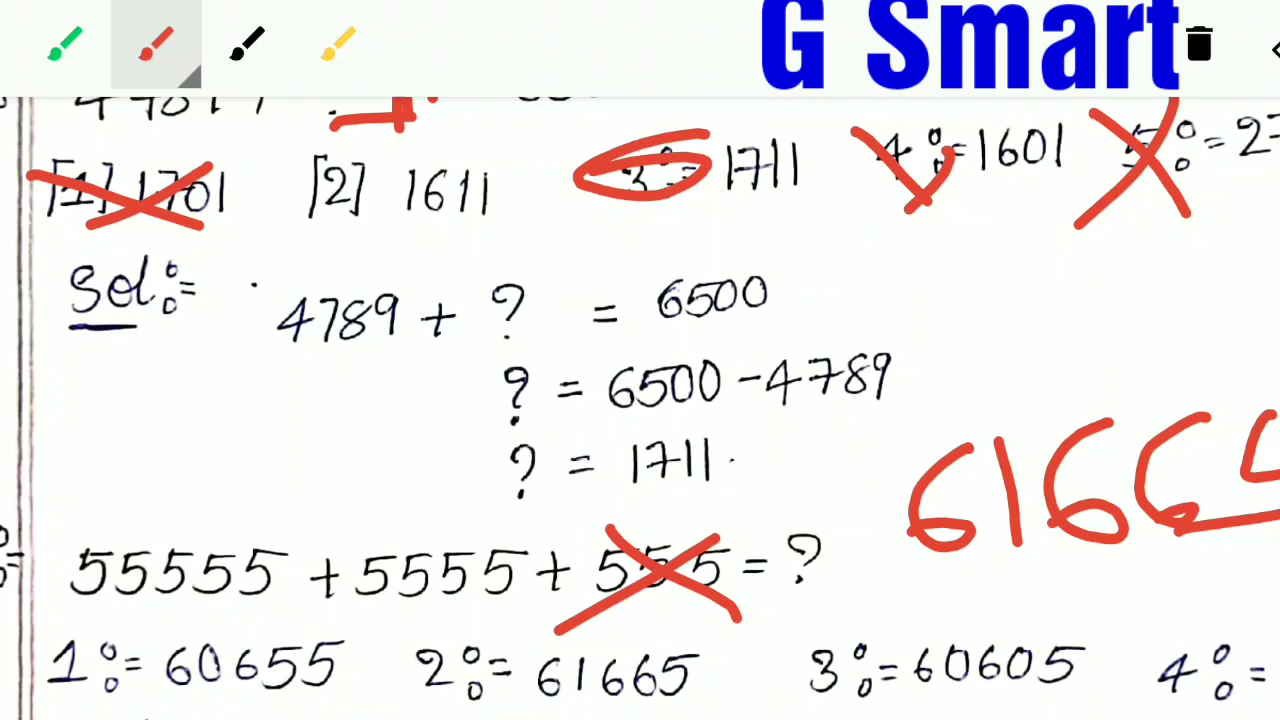 G Smart
[1] 1701 [2] 1611 3:= 1711 4:= 1601 5:= 2
Sol:= 4789 + ? = 6500
? = 6500 - 4789
? = 1711.
6166
55555 + 5555 + 555 = ?
1:= 60655 2:= 61665 3:= 60605 4:=